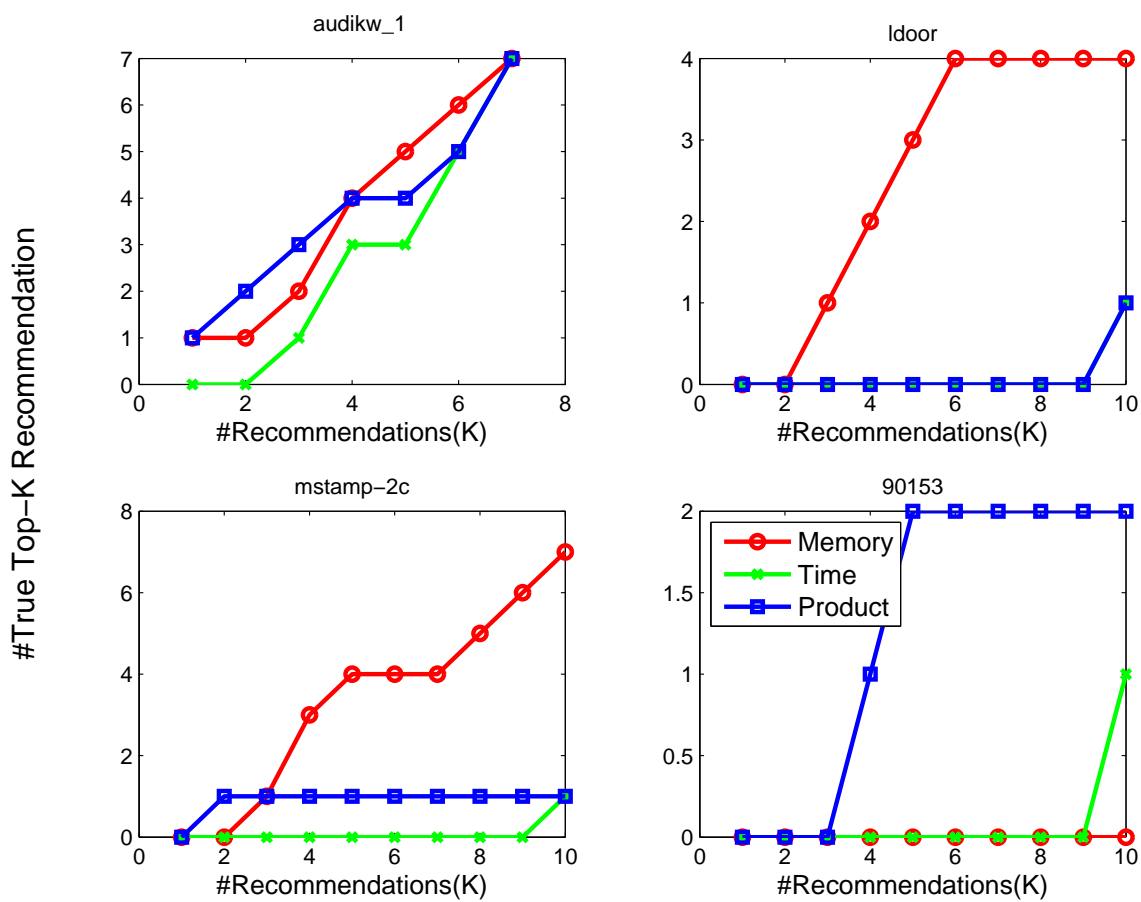 #True Top-K Recommendation
audikw_1
7
6
5
4
3
2
1
0
0 2 4 6 8
#Recommendations(K)
ldoor
4
3
2
1
0
0 2 4 6 8 10
#Recommendations(K)
mstamp-2c
8
6
4
2
0
0 2 4 6 8 10
#Recommendations(K)
90153
2
1.5
1
0.5
0
0 2 4 6 8 10
#Recommendations(K)
Memory
Time
Product